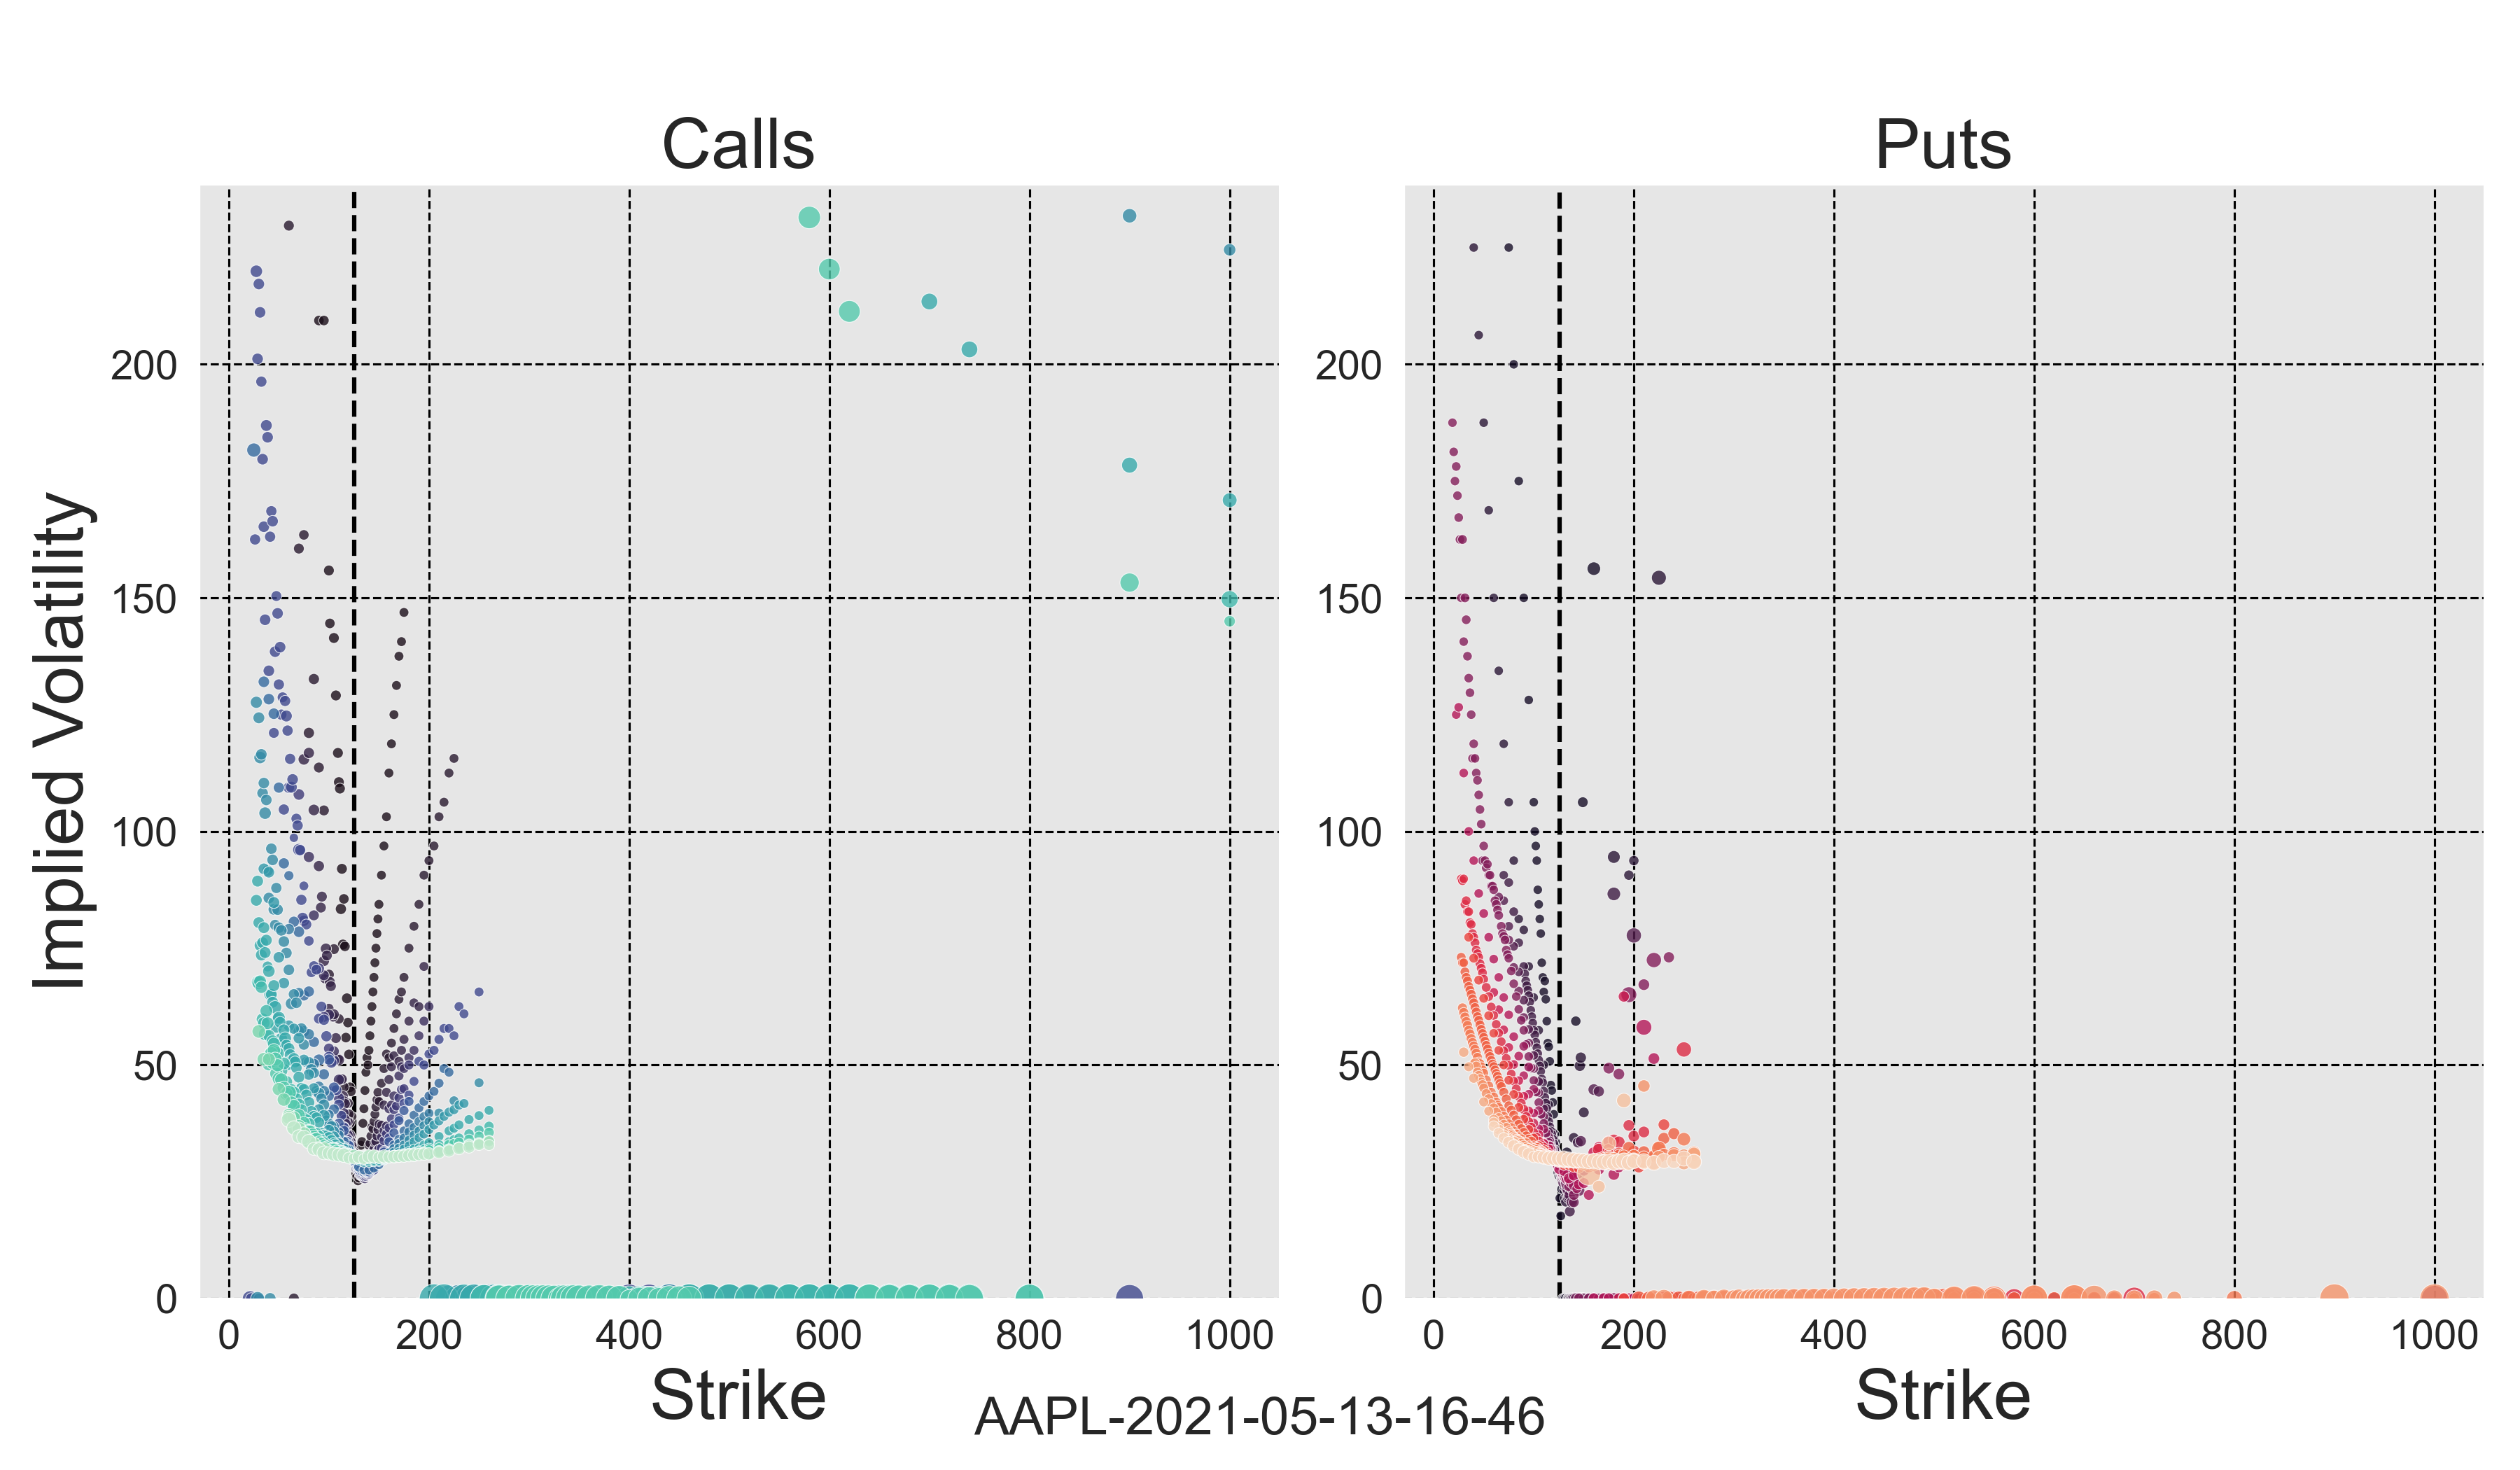 Calls Puts
Implied Volatility
200 200
150 150
100 100
50 50
0 0
0 200 400 600 800 1000 0 200 400 600 800 1000
Strike Strike
AAPL-2021-05-13-16-46